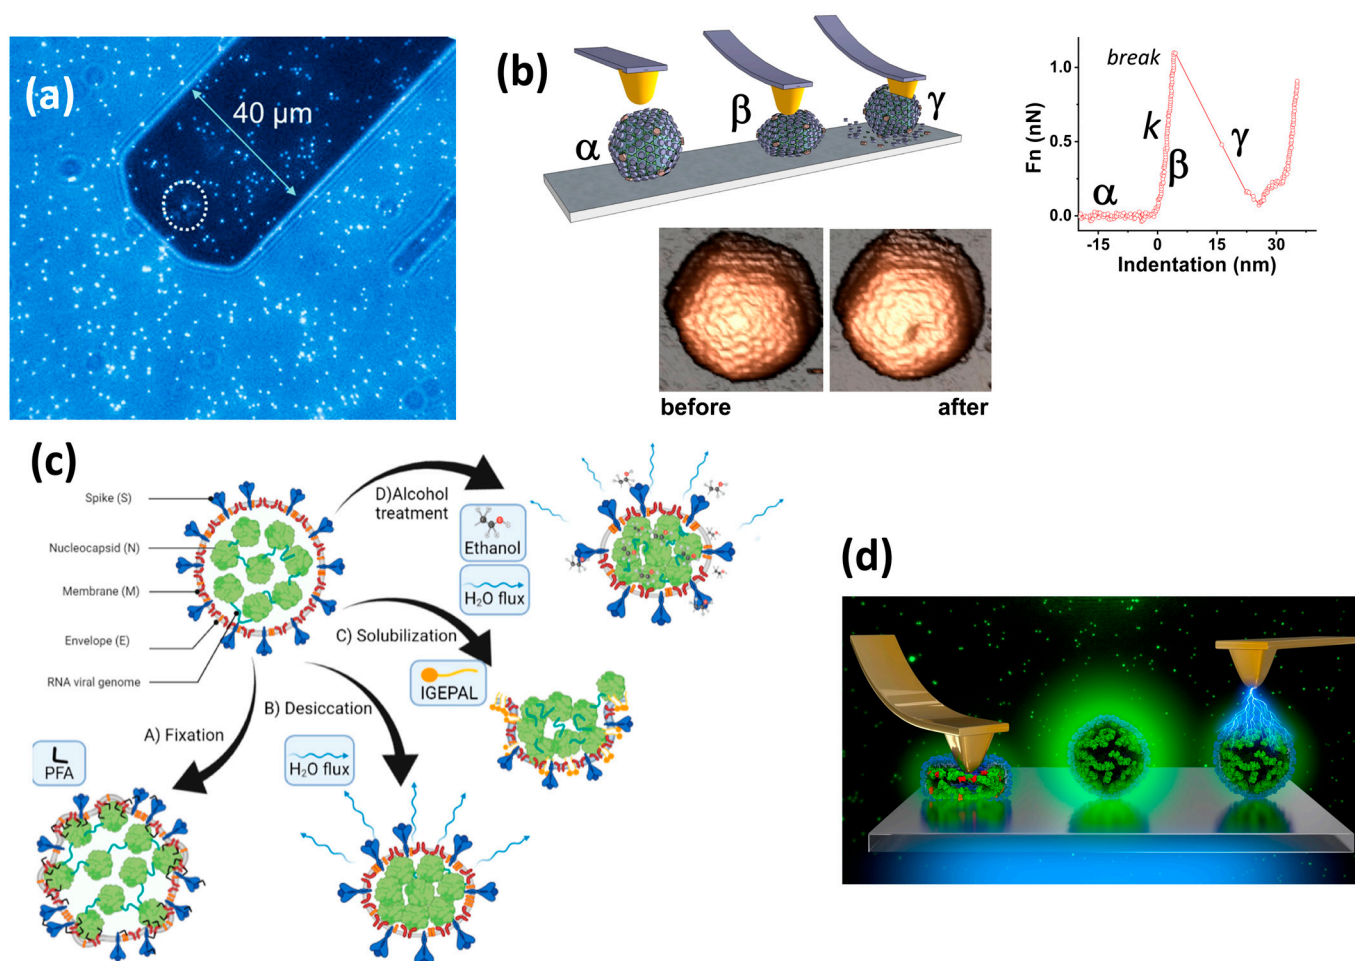 (a)
40 μm
(b)
α
β
γ
before
after
Fn (nN)
1.0
0.5
0.0
break
k
β
γ
α
-15
0
15
30
Indentation (nm)
(c)
Spike (S)
Nucleocapsid (N)
Membrane (M)
Envelope (E)
RNA viral genome
D)Alcohol
treatment
Ethanol
H₂O flux
C) Solubilization
IGEPAL
B) Desiccation
H₂O flux
A) Fixation
PFA
(d)